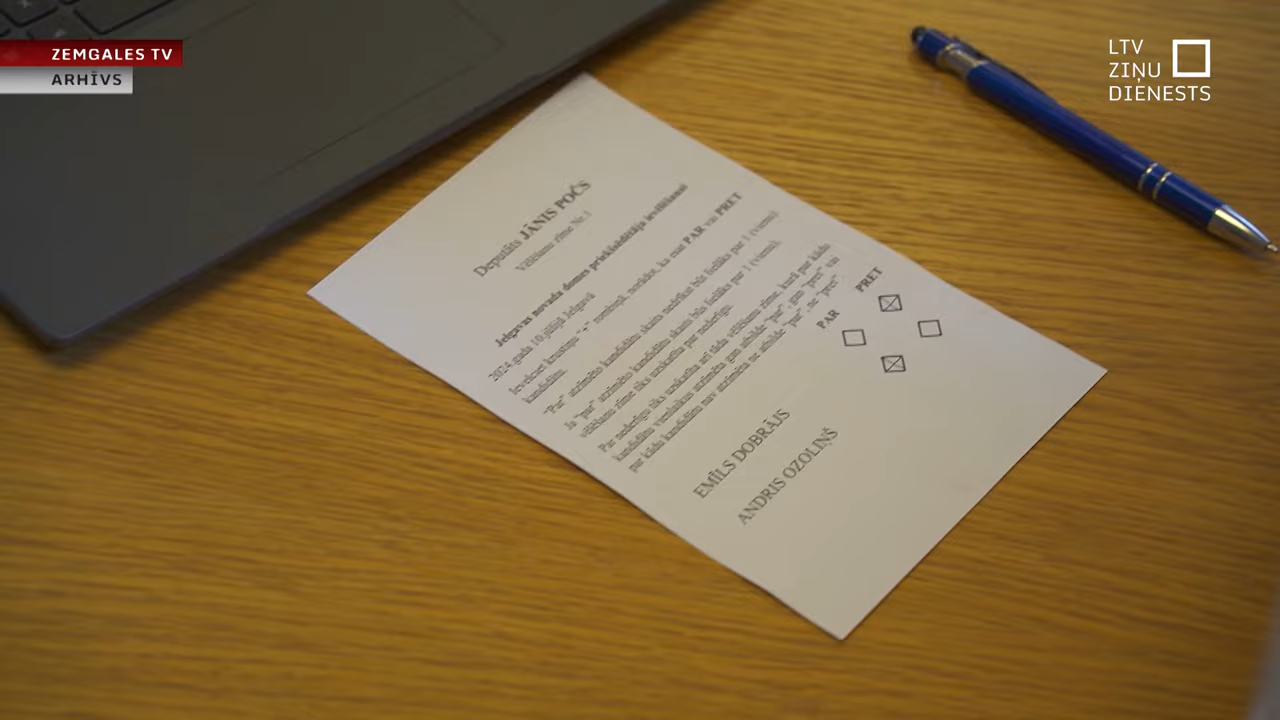 ZEMGALES TV
ARHĪVS
LTV
ZIŅU
DIENESTS
Deputāts JĀNIS POČS
Vēlēšanu zīme Nr.1
Jelgavas novada domes priekšsēdētāja ievēlēšanai
2024.gada 10.jūlijā Jelgavā
Ievelciet krustiņu "x" rombiņā, norādot, ka esat PAR vai PRET
kandidātu.
"Par" atzīmēto kandidātu skaits nedrīkst būt lielāks par 1 (vienu)
Ja "par" atzīmēto kandidātu skaits būs lielāks par 1 (vienu),
vēlēšanu zīme tiks uzskatīta par nederīgu.
Par nederīgu tiks uzskatīta arī tāda vēlēšanu zīme, kurā par kādu
kandidātu vienlaikus atzīmēta gan atbilde "par", gan "pret" vai
par kādu kandidātu nav atzīmēta ne atbilde "par", ne "pret"
PAR PRET
EMĪLS DOBRĀJS
ANDRIS OZOLIŅŠ